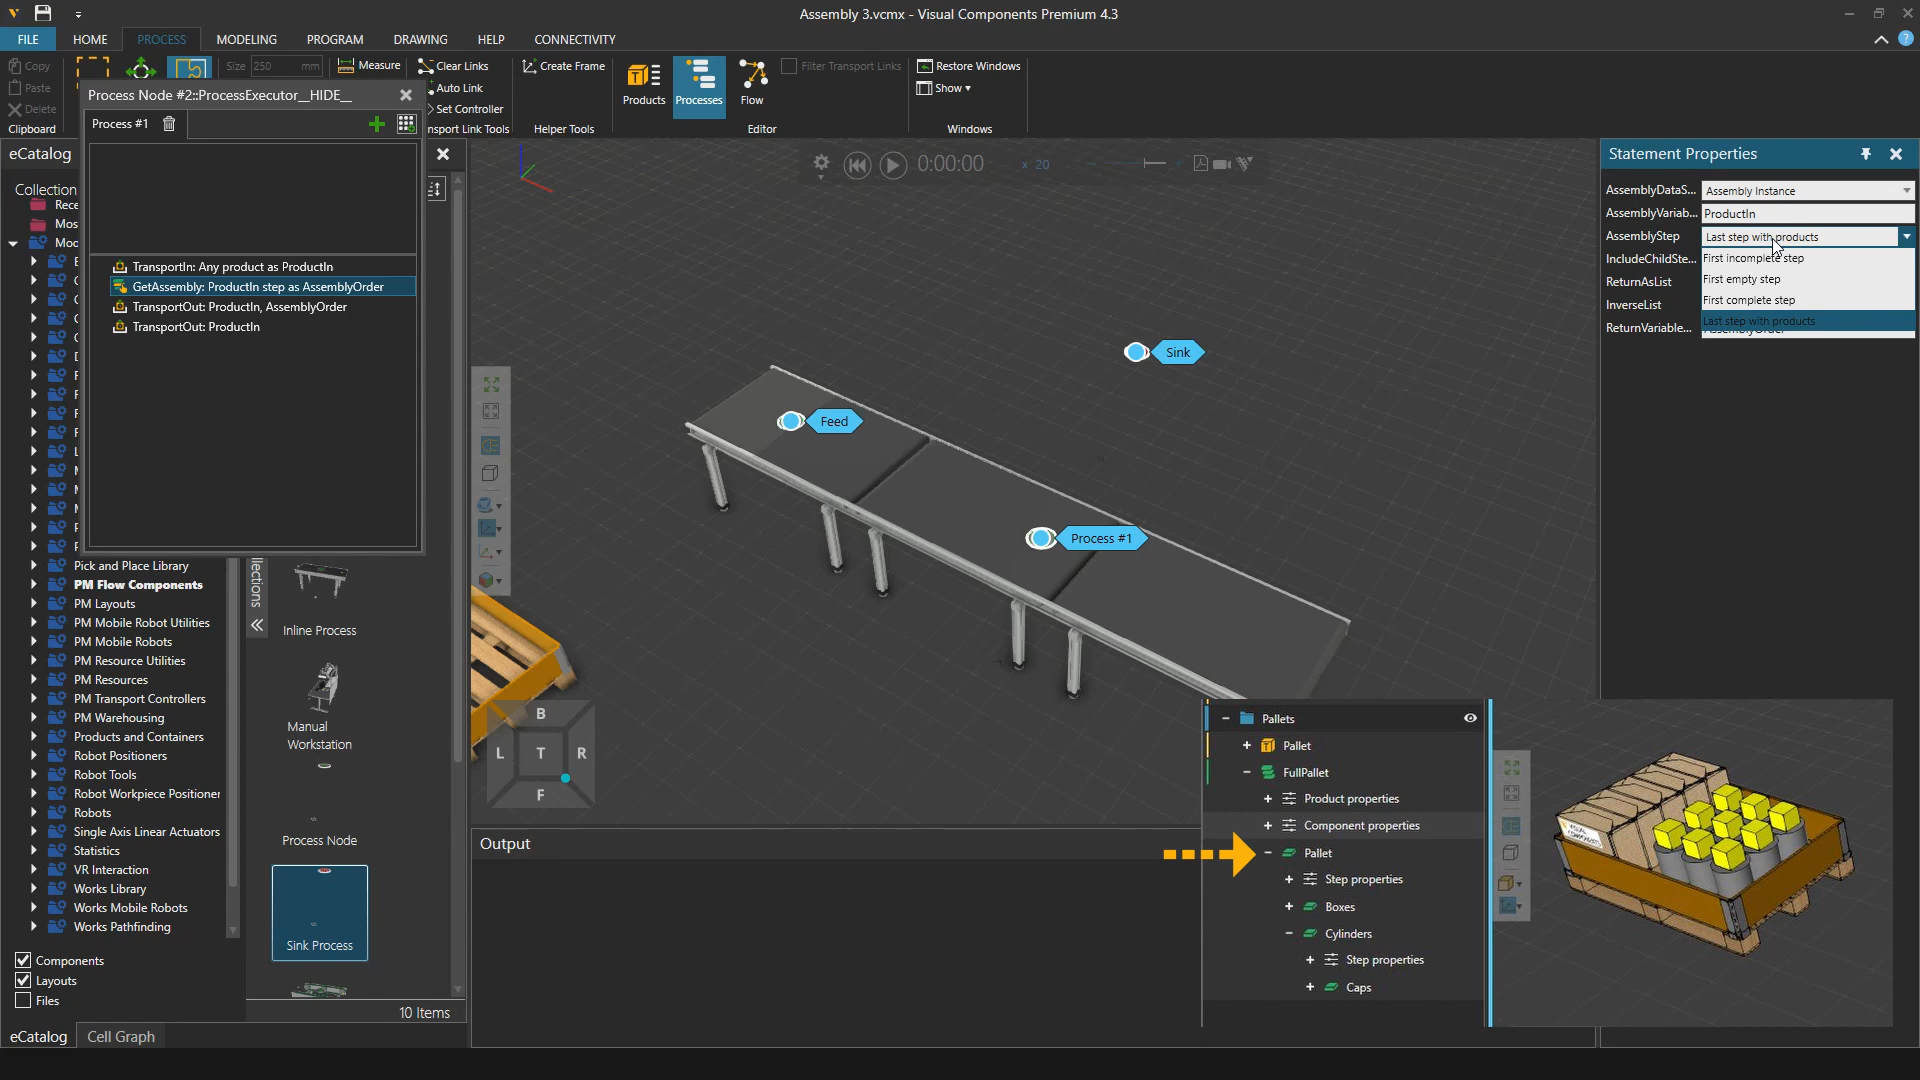 Assembly 3.vcmx - Visual Components Premium 4.3
FILE HOME PROCESS MODELING PROGRAM DRAWING HELP CONNECTIVITY
Copy
Paste
Delete
Clipboard
Size 250 mm
Measure
Clear Links
Auto Link
Set Controller
nsport Link Tools
Create Frame
Helper Tools
Products
Processes
Flow
Filter Transport Links
Editor
Restore Windows
Show
Windows
Process Node #2::ProcessExecutor__HIDE__
Process #1
TransportIn: Any product as ProductIn
GetAssembly: ProductIn step as AssemblyOrder
TransportOut: ProductIn, AssemblyOrder
TransportOut: ProductIn
eCatalog
Collection
Rece
Mos
Moc
Pick and Place Library
PM Flow Components
PM Layouts
PM Mobile Robot Utilities
PM Mobile Robots
PM Resource Utilities
PM Resources
PM Transport Controllers
PM Warehousing
Products and Containers
Robot Positioners
Robot Tools
Robot Workpiece Positioner
Robots
Single Axis Linear Actuators
Statistics
VR Interaction
Works Library
Works Mobile Robots
Works Pathfinding
Components
Layouts
Files
eCatalog
Cell Graph
llections
Inline Process
Manual
Workstation
Process Node
Sink Process
10 Items
0:00:00
x 20
Sink
Feed
Process #1
B
L T R
F
Output
Statement Properties
AssemblyDataS... Assembly Instance
AssemblyVariab... ProductIn
AssemblyStep Last step with products
IncludeChildSte...
ReturnAsList
InverseList
ReturnVariable...
First incomplete step
First empty step
First complete step
Last step with products
AssemblyOrder
Pallets
Pallet
FullPallet
Product properties
Component properties
Pallet
Step properties
Boxes
Cylinders
Step properties
Caps
VISUAL
COMPONENTS